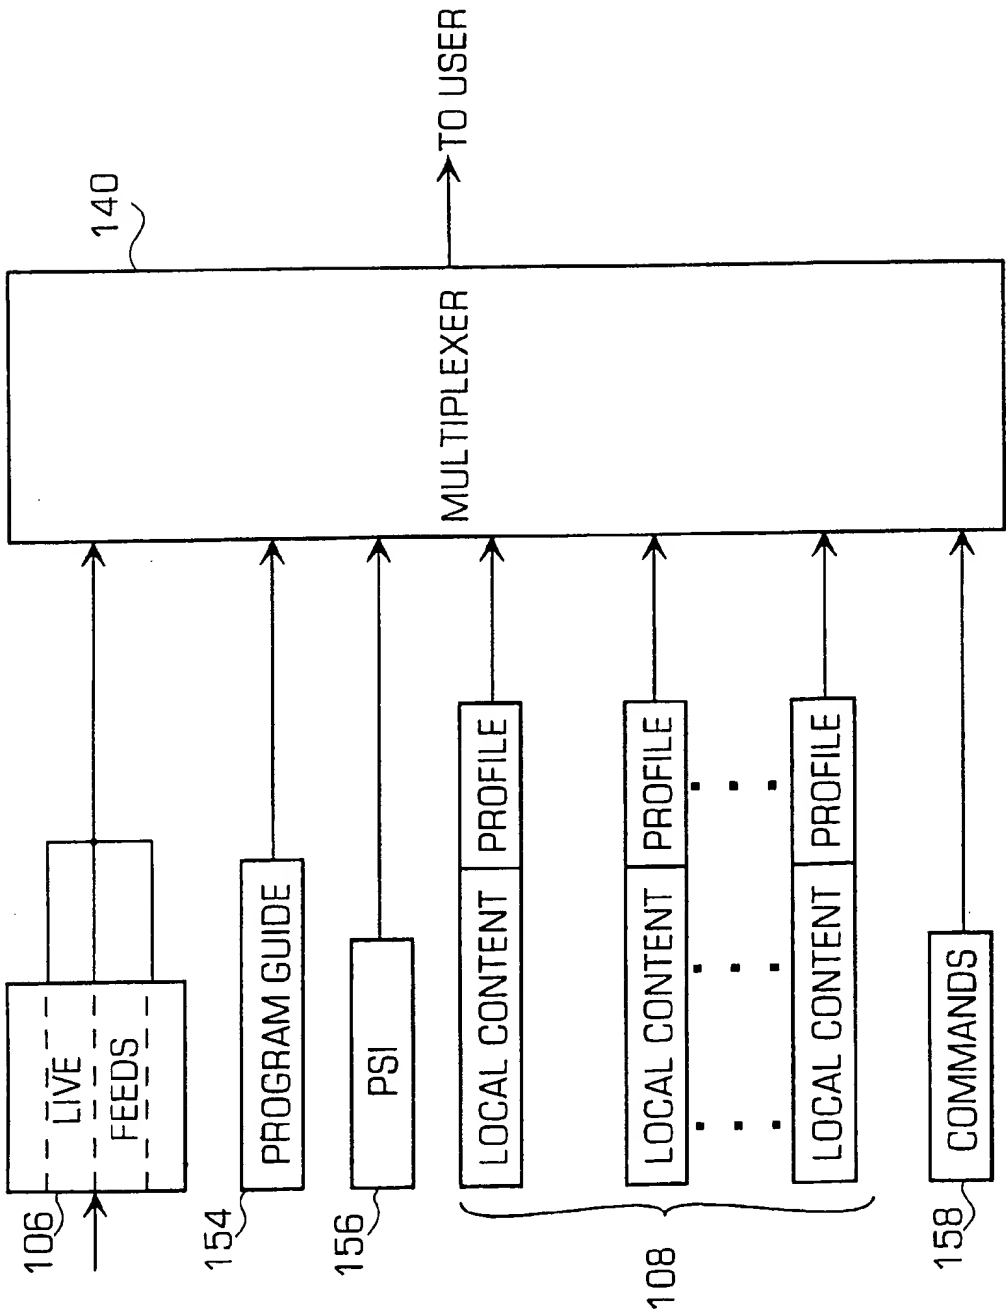 106
LIVE
FEEDS
154
PROGRAM GUIDE
156
PSI
108
LOCAL CONTENT PROFILE
LOCAL CONTENT PROFILE
LOCAL CONTENT PROFILE
158
COMMANDS
140
MULTIPLEXER
TO USER